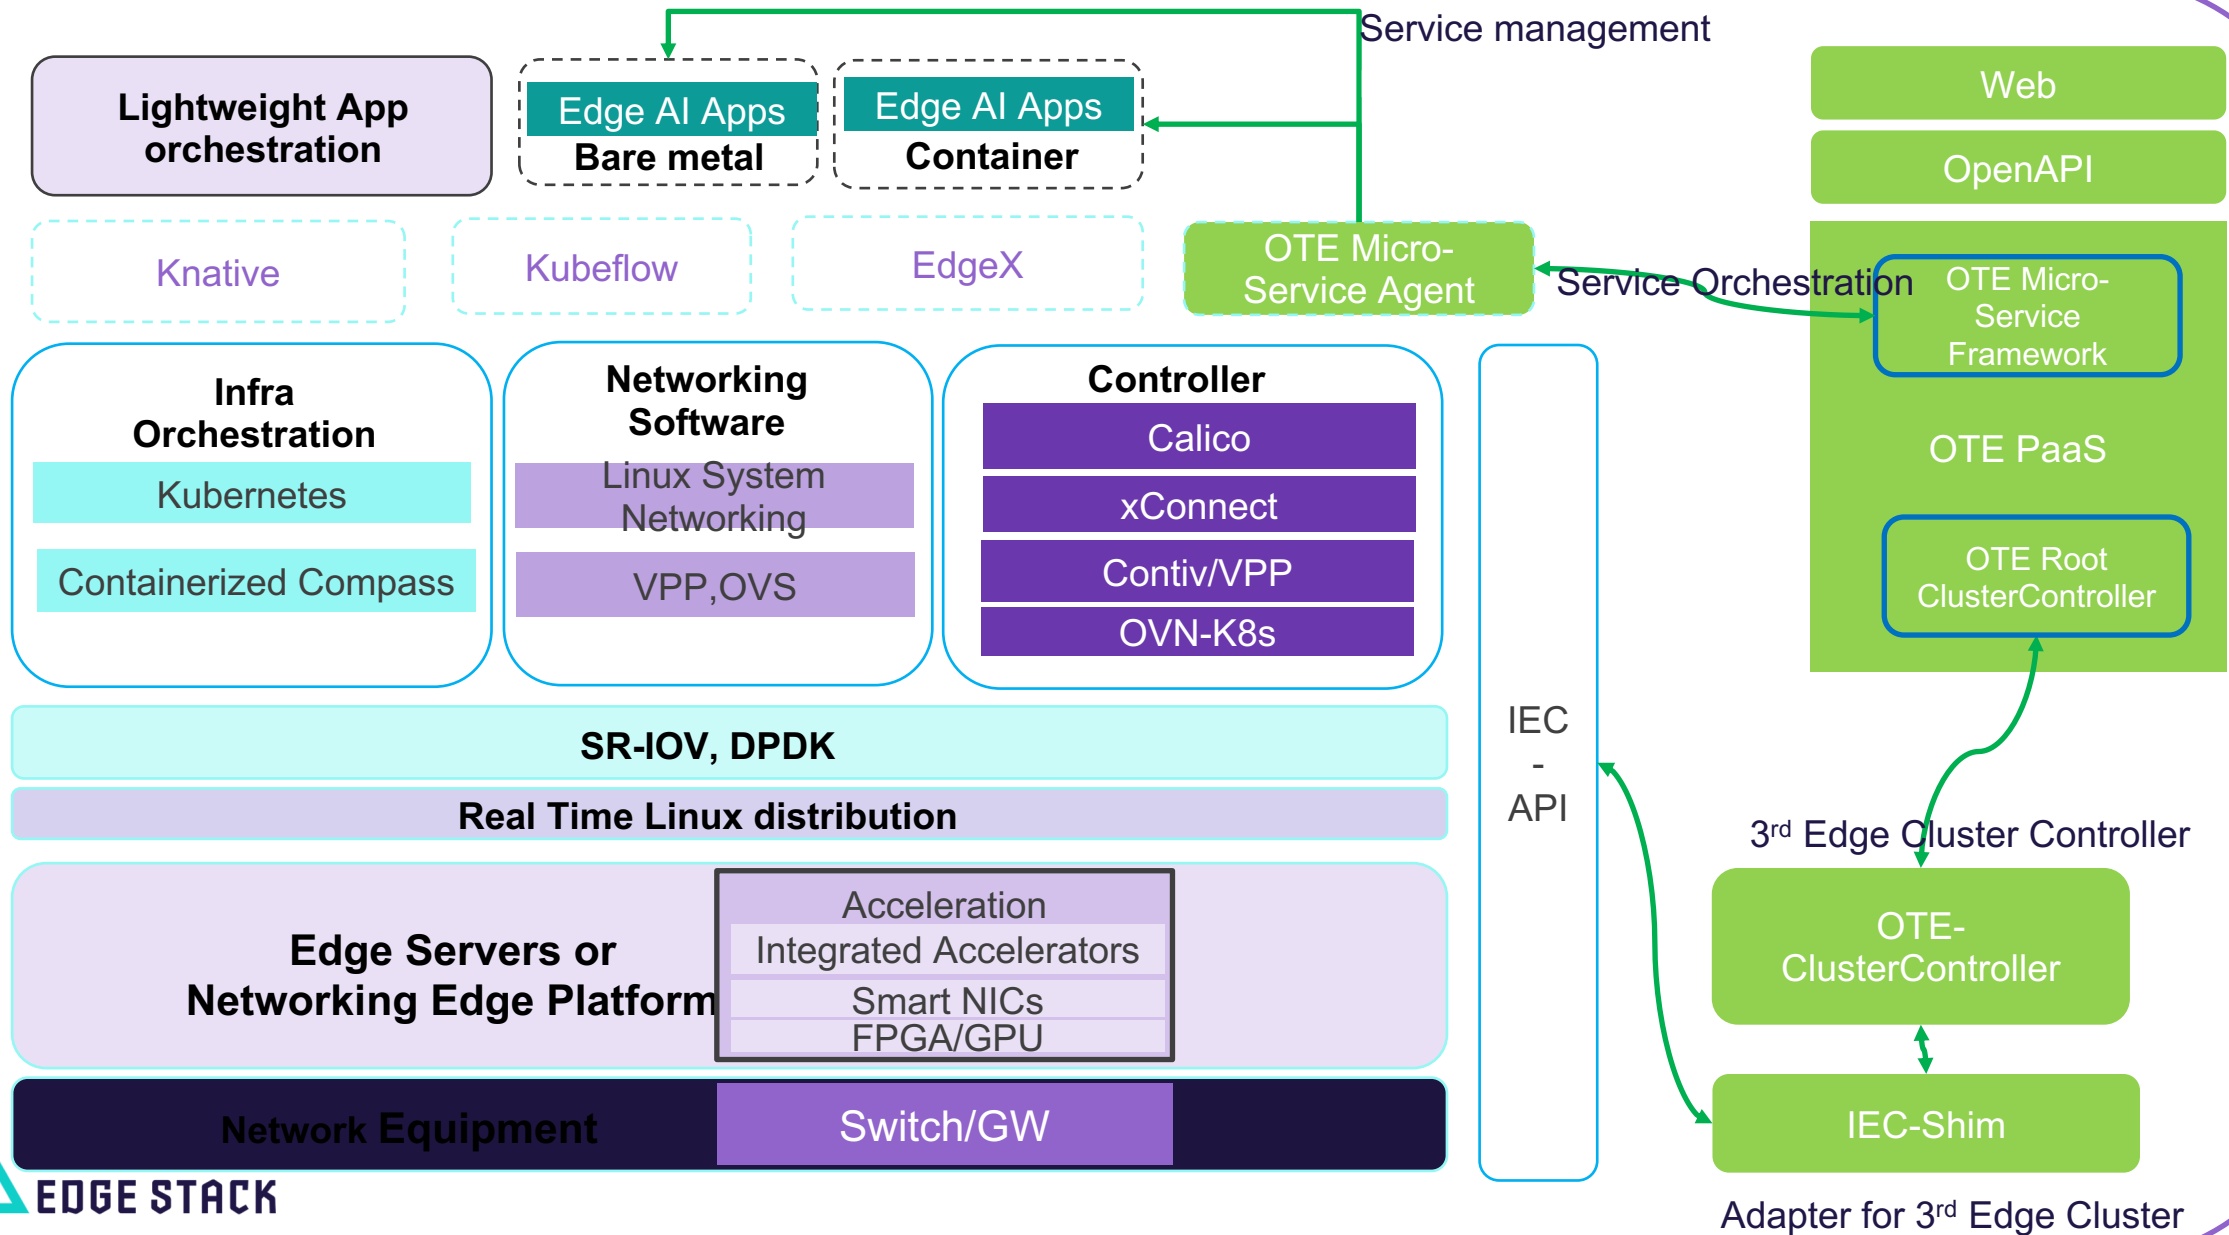 Service management
Lightweight App
orchestration
Edge AI Apps
Bare metal
Edge AI Apps
Container
Web
OpenAPI
Knative
Kubeflow
EdgeX
OTE Micro-
Service Agent
Service Orchestration
OTE Micro-
Service
Framework
OTE PaaS
OTE Root
ClusterController
Infra
Orchestration
Kubernetes
Containerized Compass
Networking
Software
Linux System
Networking
VPP,OVS
Controller
Calico
xConnect
Contiv/VPP
OVN-K8s
IEC
-
API
SR-IOV, DPDK
Real Time Linux distribution
3rd Edge Cluster Controller
Edge Servers or
Networking Edge Platform
Acceleration
Integrated Accelerators
Smart NICs
FPGA/GPU
OTE-
ClusterController
Network Equipment
Switch/GW
IEC-Shim
EDGE STACK
Adapter for 3rd Edge Cluster